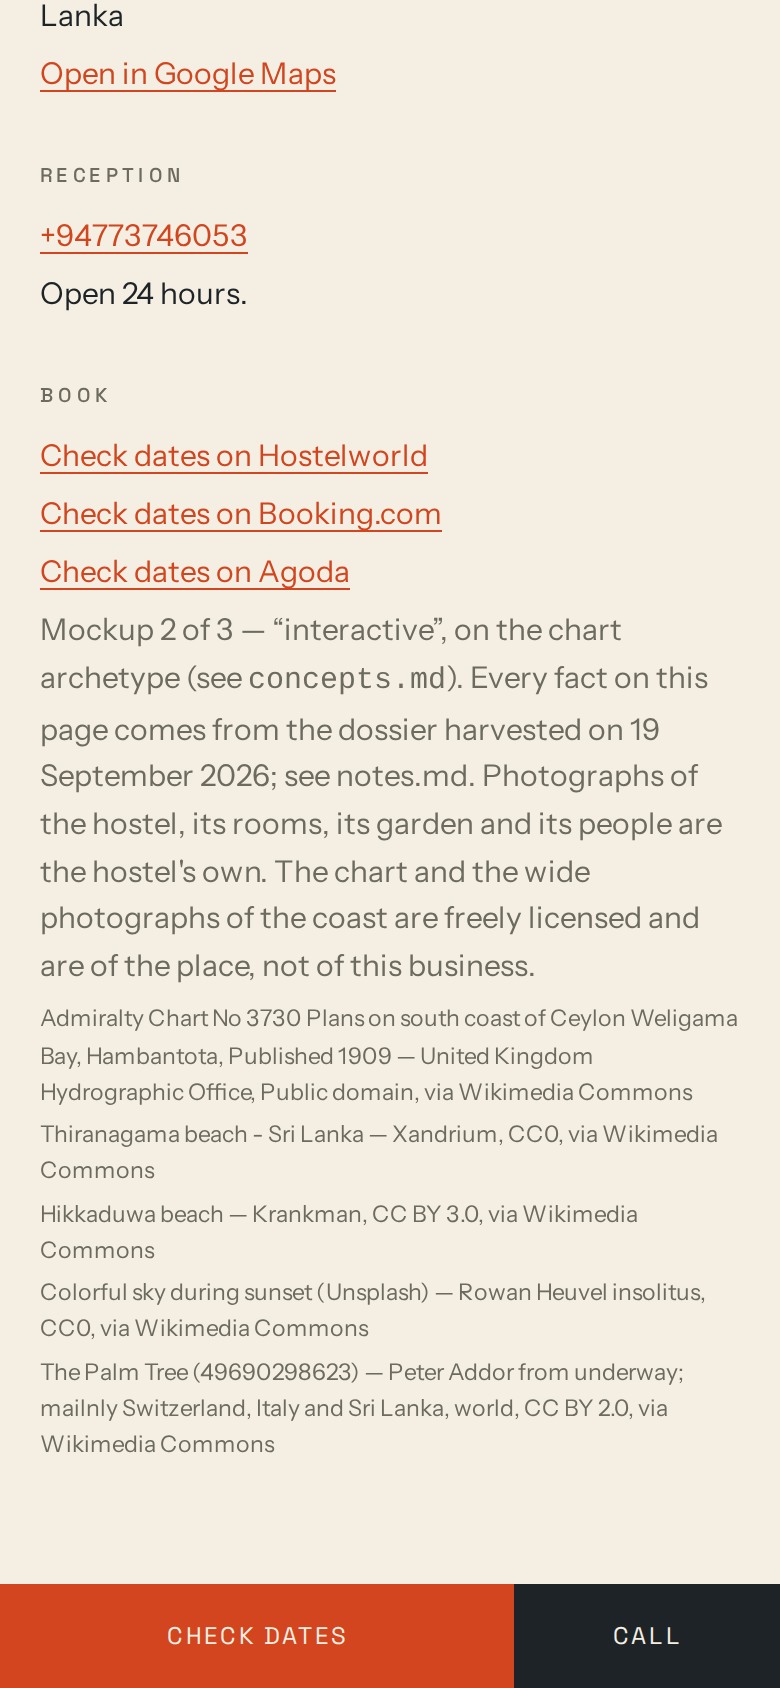 Lanka
Open in Google Maps
RECEPTION
+94773746053
Open 24 hours.
BOOK
Check dates on Hostelworld
Check dates on Booking.com
Check dates on Agoda
Mockup 2 of 3 — “interactive”, on the chart
archetype (see concepts.md). Every fact on this
page comes from the dossier harvested on 19
September 2026; see notes.md. Photographs of
the hostel, its rooms, its garden and its people are
the hostel's own. The chart and the wide
photographs of the coast are freely licensed and
are of the place, not of this business.
Admiralty Chart No 3730 Plans on south coast of Ceylon Weligama
Bay, Hambantota, Published 1909 — United Kingdom
Hydrographic Office, Public domain, via Wikimedia Commons
Thiranagama beach - Sri Lanka — Xandrium, CC0, via Wikimedia
Commons
Hikkaduwa beach — Krankman, CC BY 3.0, via Wikimedia
Commons
Colorful sky during sunset (Unsplash) — Rowan Heuvel insolitus,
CC0, via Wikimedia Commons
The Palm Tree (49690298623) — Peter Addor from underway;
mailnly Switzerland, Italy and Sri Lanka, world, CC BY 2.0, via
Wikimedia Commons
CHECK DATES
CALL